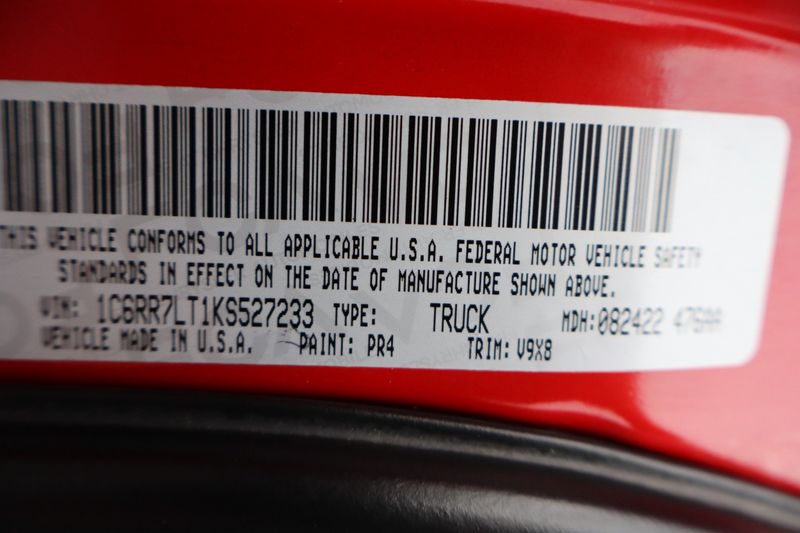 THIS VEHICLE CONFORMS TO ALL APPLICABLE U.S.A. FEDERAL MOTOR VEHICLE SAFETY
STANDARDS IN EFFECT ON THE DATE OF MANUFACTURE SHOWN ABOVE.
VIN: 1C6RR7LT1KS527233 TYPE: TRUCK MDH: 082422 476AA
VEHICLE MADE IN U.S.A. PAINT: PR4 TRIM: V9X8